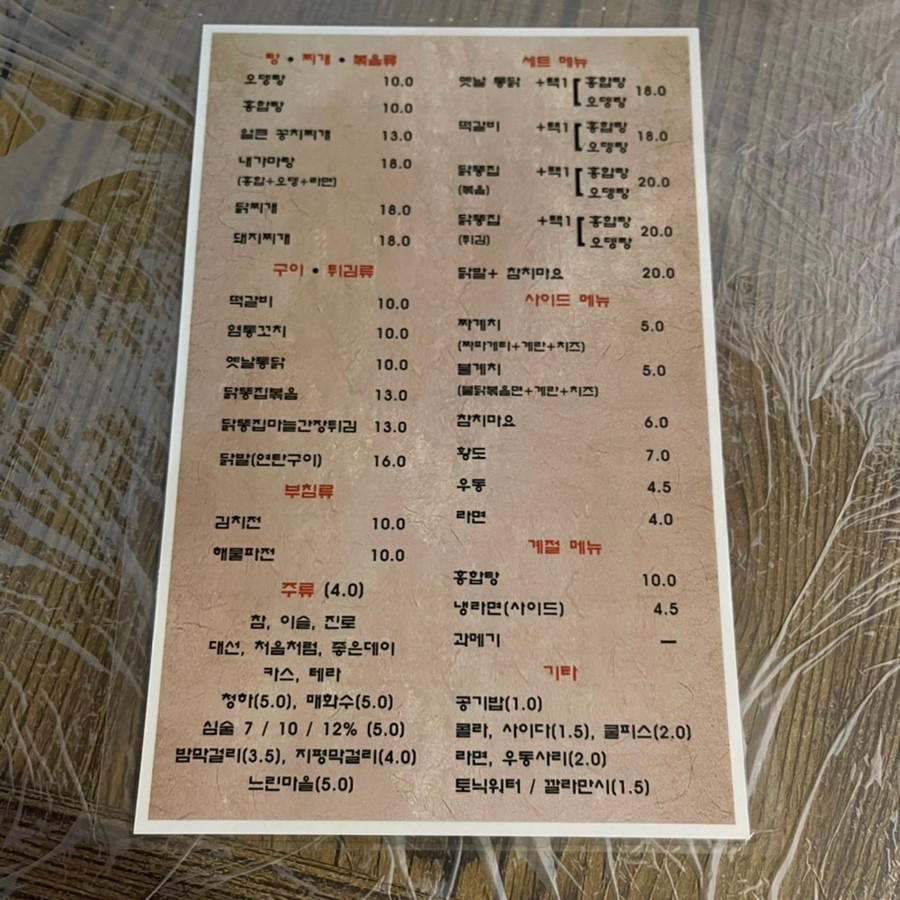 탕 • 찌개 • 볶음류
오뎅탕 10.0
홍합탕 10.0
얼큰 꽁치찌개 13.0
내가마탕 18.0
(홍합+오뎅+라면)
닭찌개 18.0
돼지찌개 18.0
구이 • 튀김류
떡갈비 10.0
염통꼬치 10.0
옛날통닭 10.0
닭똥집볶음 13.0
닭똥집마늘간장튀김 13.0
닭발(연탄구이) 16.0
부침류
김치전 10.0
해물파전 10.0
주류 (4.0)
참, 이슬, 진로
대선, 처음처럼, 좋은데이
카스, 테라
청하(5.0), 매화수(5.0)
심술 7 / 10 / 12% (5.0)
밤막걸리(3.5), 지평막걸리(4.0)
느린마을(5.0)
세트 메뉴
옛날 통닭 +택1 [ 홍합탕
오뎅탕 18.0
떡갈비 +택1 [ 홍합탕
오뎅탕 18.0
닭똥집 +택1 [ 홍합탕
(볶음) 오뎅탕 20.0
닭똥집 +택1 [ 홍합탕
(튀김) 오뎅탕 20.0
닭발+ 참치마요 20.0
사이드 메뉴
짜계치 5.0
(짜파게티+계란+치즈)
불계치 5.0
(불닭볶음면+계란+치즈)
참치마요 6.0
황도 7.0
우동 4.5
라면 4.0
계절 메뉴
홍합탕 10.0
냉라면(사이드) 4.5
과메기 —
기타
공기밥(1.0)
콜라, 사이다(1.5), 쿨피스(2.0)
라면, 우동사리(2.0)
토닉워터 / 깔라만시(1.5)